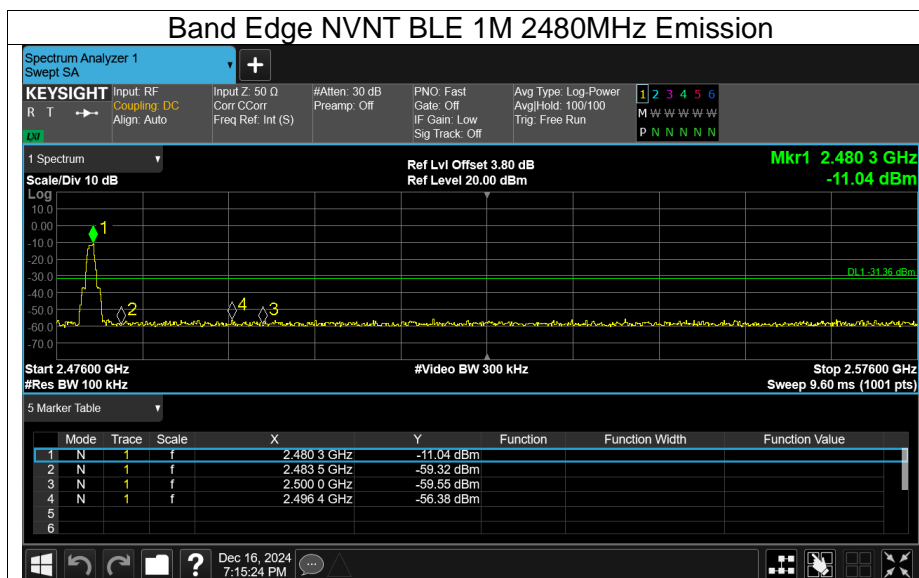 Band Edge NVNT BLE 1M 2480MHz Emission
Spectrum Analyzer 1
Swept SA
+
KEYSIGHT Input: RF Input Z: 50 Ω #Atten: 30 dB PNO: Fast Avg Type: Log-Power 1 2 3 4 5 6
R T Coupling: DC Corr CCorr Preamp: Off Gate: Off Avg|Hold: 100/100 M W W W W W
Align: Auto Freq Ref: Int (S) IF Gain: Low Trig: Free Run
LXI Sig Track: Off P N N N N N
1 Spectrum Ref Lvl Offset 3.80 dB Mkr1 2.480 3 GHz
Scale/Div 10 dB Ref Level 20.00 dBm -11.04 dBm
Log
10.0
0.00 1
-10.0
-20.0
-30.0 DL1 -31.36 dBm
-40.0
-50.0 2 4 3
-60.0
-70.0
Start 2.47600 GHz #Video BW 300 kHz Stop 2.57600 GHz
#Res BW 100 kHz Sweep 9.60 ms (1001 pts)
5 Marker Table
Mode Trace Scale X Y Function Function Width Function Value
1 N 1 f 2.480 3 GHz -11.04 dBm
2 N 1 f 2.483 5 GHz -59.32 dBm
3 N 1 f 2.500 0 GHz -59.55 dBm
4 N 1 f 2.496 4 GHz -56.38 dBm
5
6
? Dec 16, 2024
7:15:24 PM